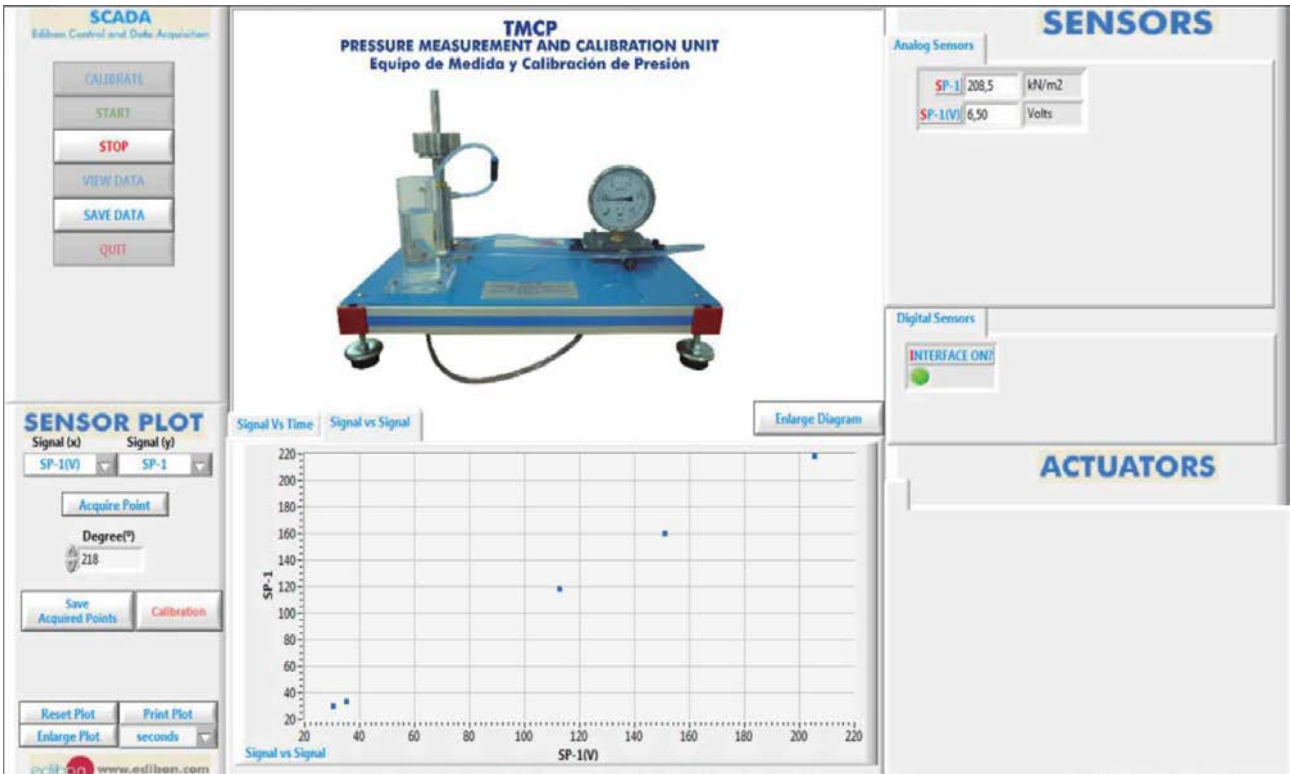 SCADA
Edibon Control and Data Acquisition
CALIBRATE
START
STOP
VIEW DATA
SAVE DATA
QUIT
TMCP
PRESSURE MEASUREMENT AND CALIBRATION UNIT
Equipo de Medida y Calibración de Presión
SENSORS
Analog Sensors
SP-1 208,5 kN/m2
SP-1(V) 6,50 Volts
Digital Sensors
INTERFACE ON?
SENSOR PLOT
Signal (x) Signal (y)
SP-1(V) SP-1
Acquire Point
Degree(º)
218
Save
Acquired Points
Calibration
Reset Plot Print Plot
Enlarge Plot seconds
edibon www.edibon.com
Signal Vs Time Signal vs Signal
Enlarge Diagram
220
200
180
160
140
120
100
80
60
40
20
SP-1
20 40 60 80 100 120 140 160 180 200 220
SP-1(V)
Signal vs Signal
ACTUATORS